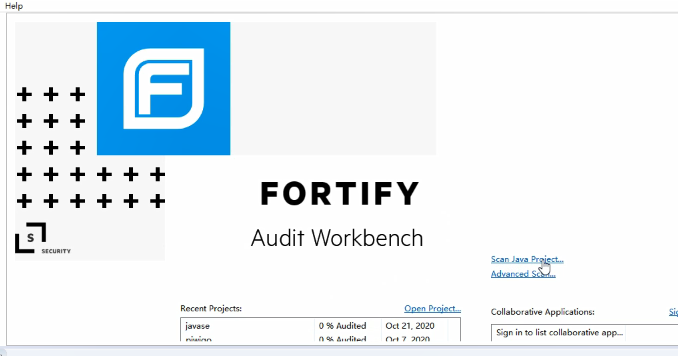 Help
F
S
SECURITY
FORTIFY
Audit Workbench
Scan Java Project...
Advanced Scan...
Recent Projects:
Open Project...
Collaborative Applications:
javase 0 % Audited Oct 21, 2020
Sign in to list collaborative app...
piwigo 0 % Audited Oct 7, 2020